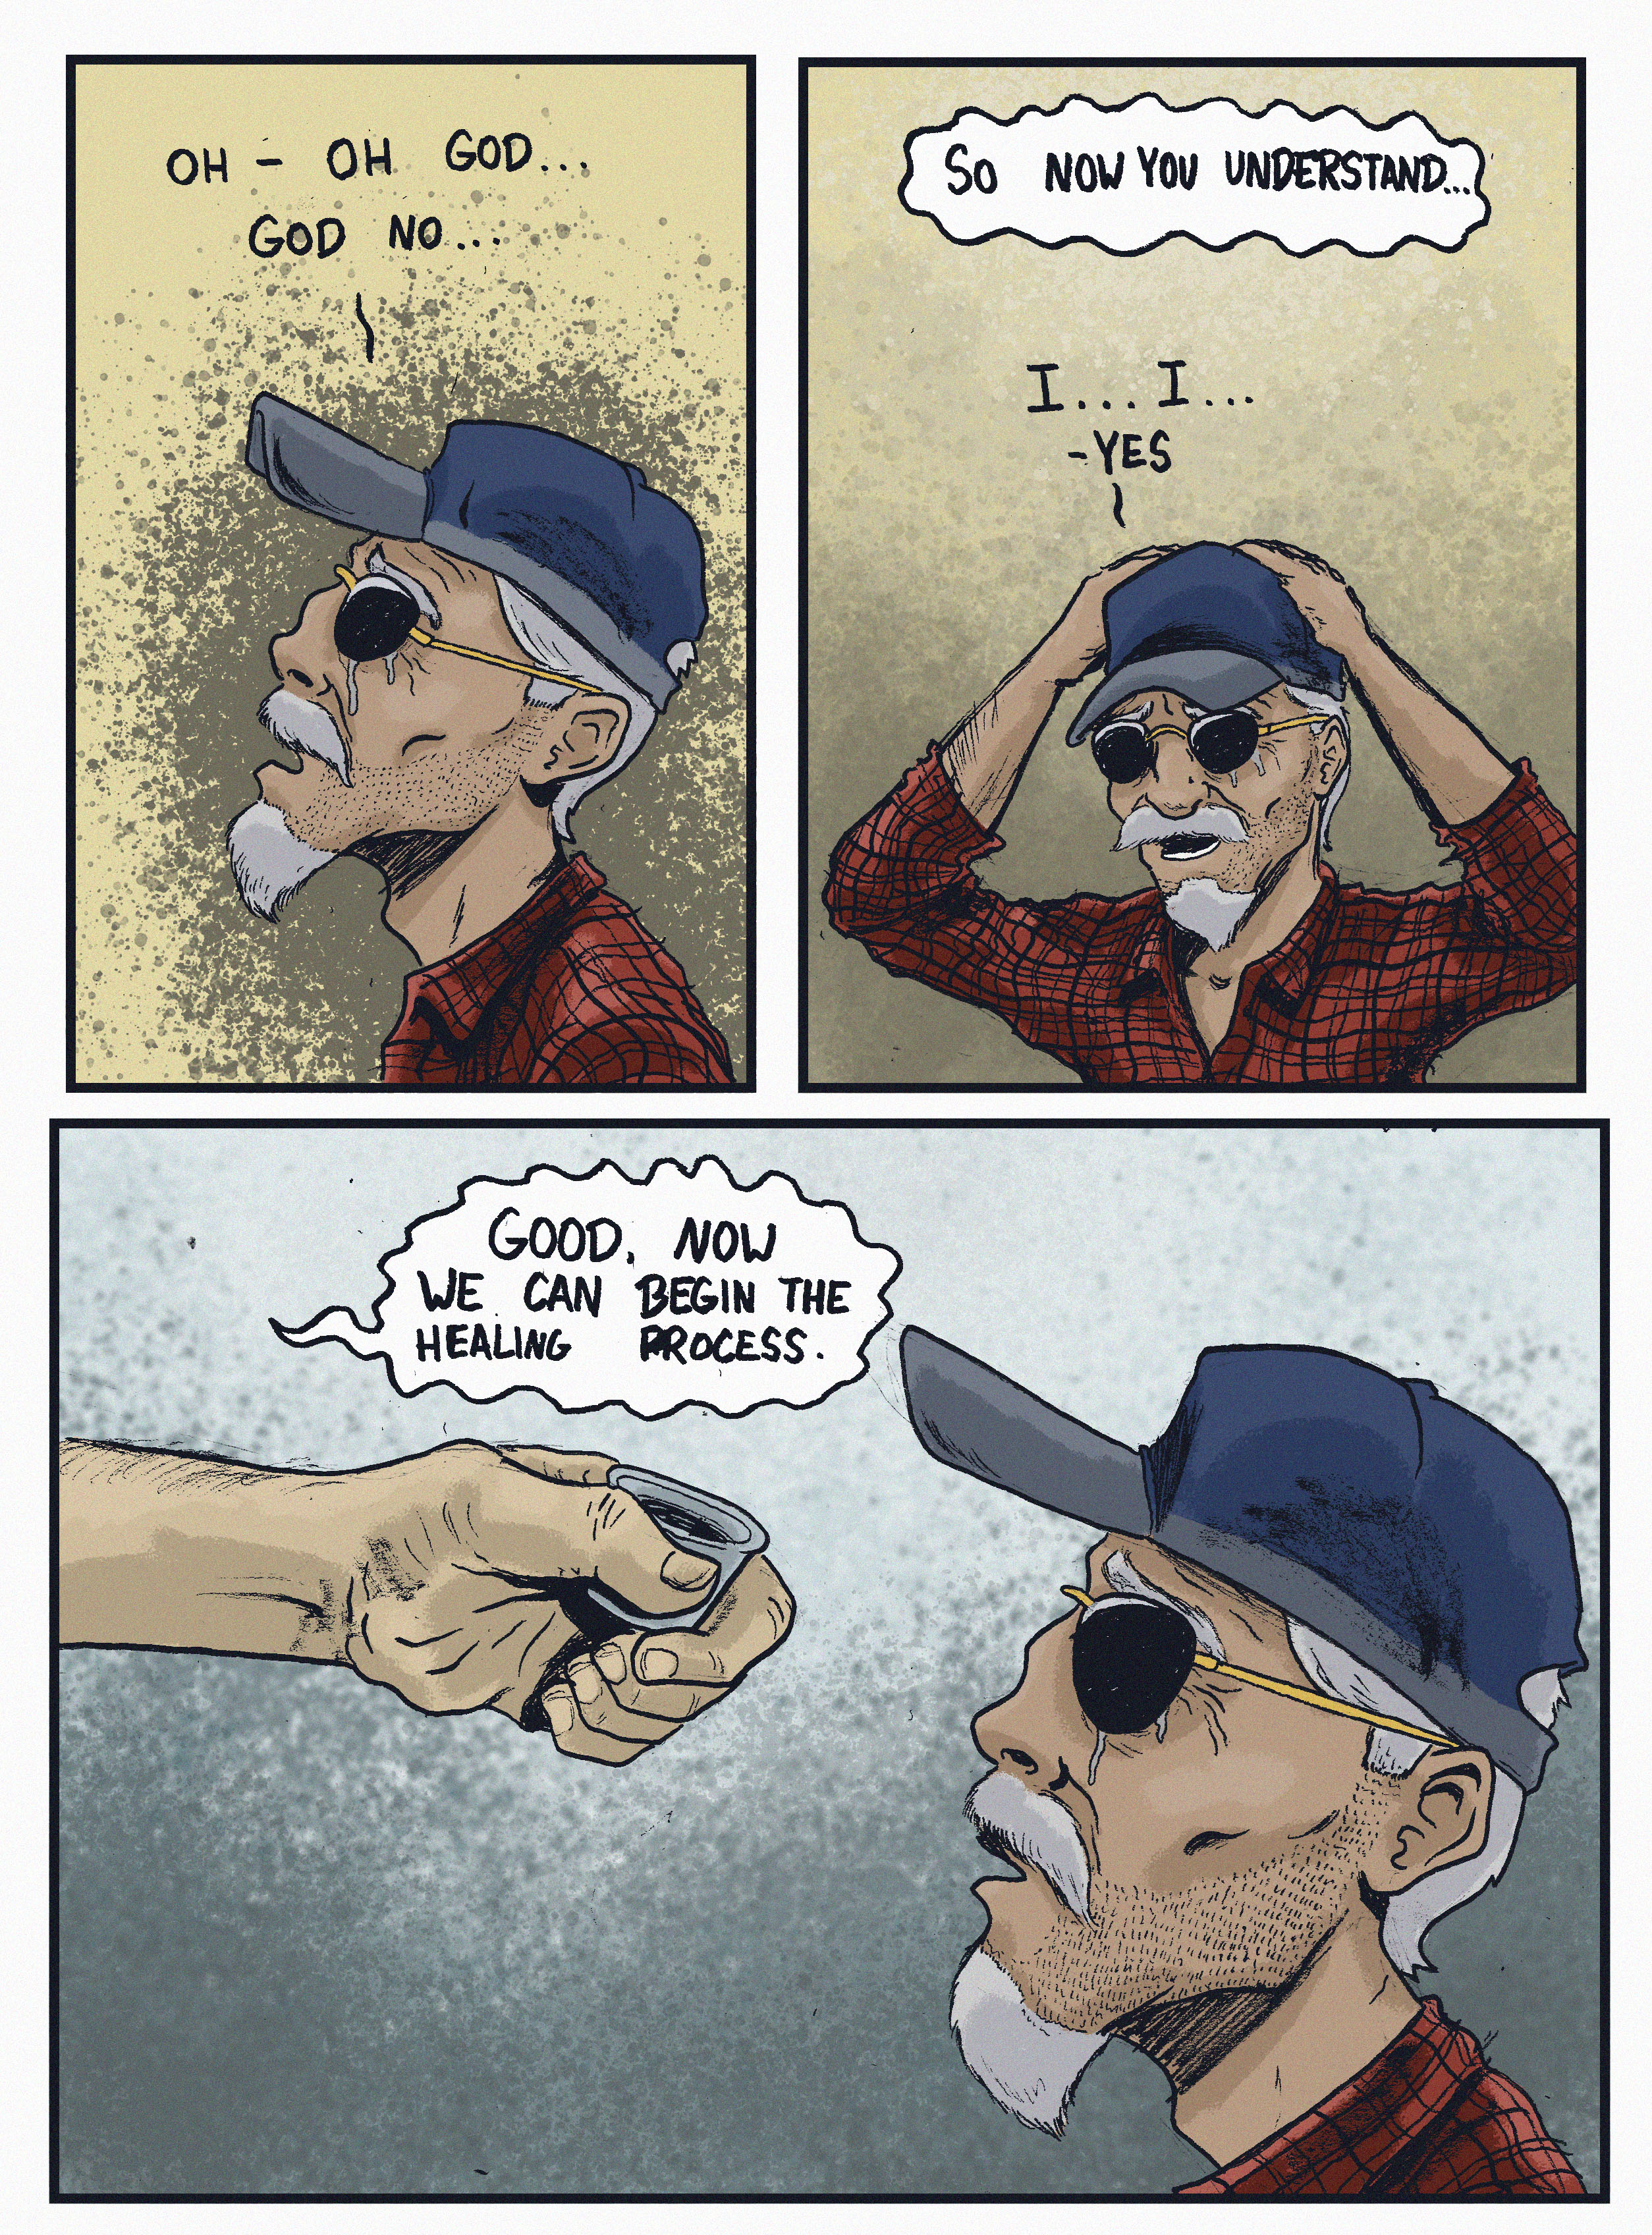 OH - OH GOD...
GOD NO...
SO NOW YOU UNDERSTAND...
I... I...
-YES
GOOD, NOW
WE CAN BEGIN THE
HEALING PROCESS.